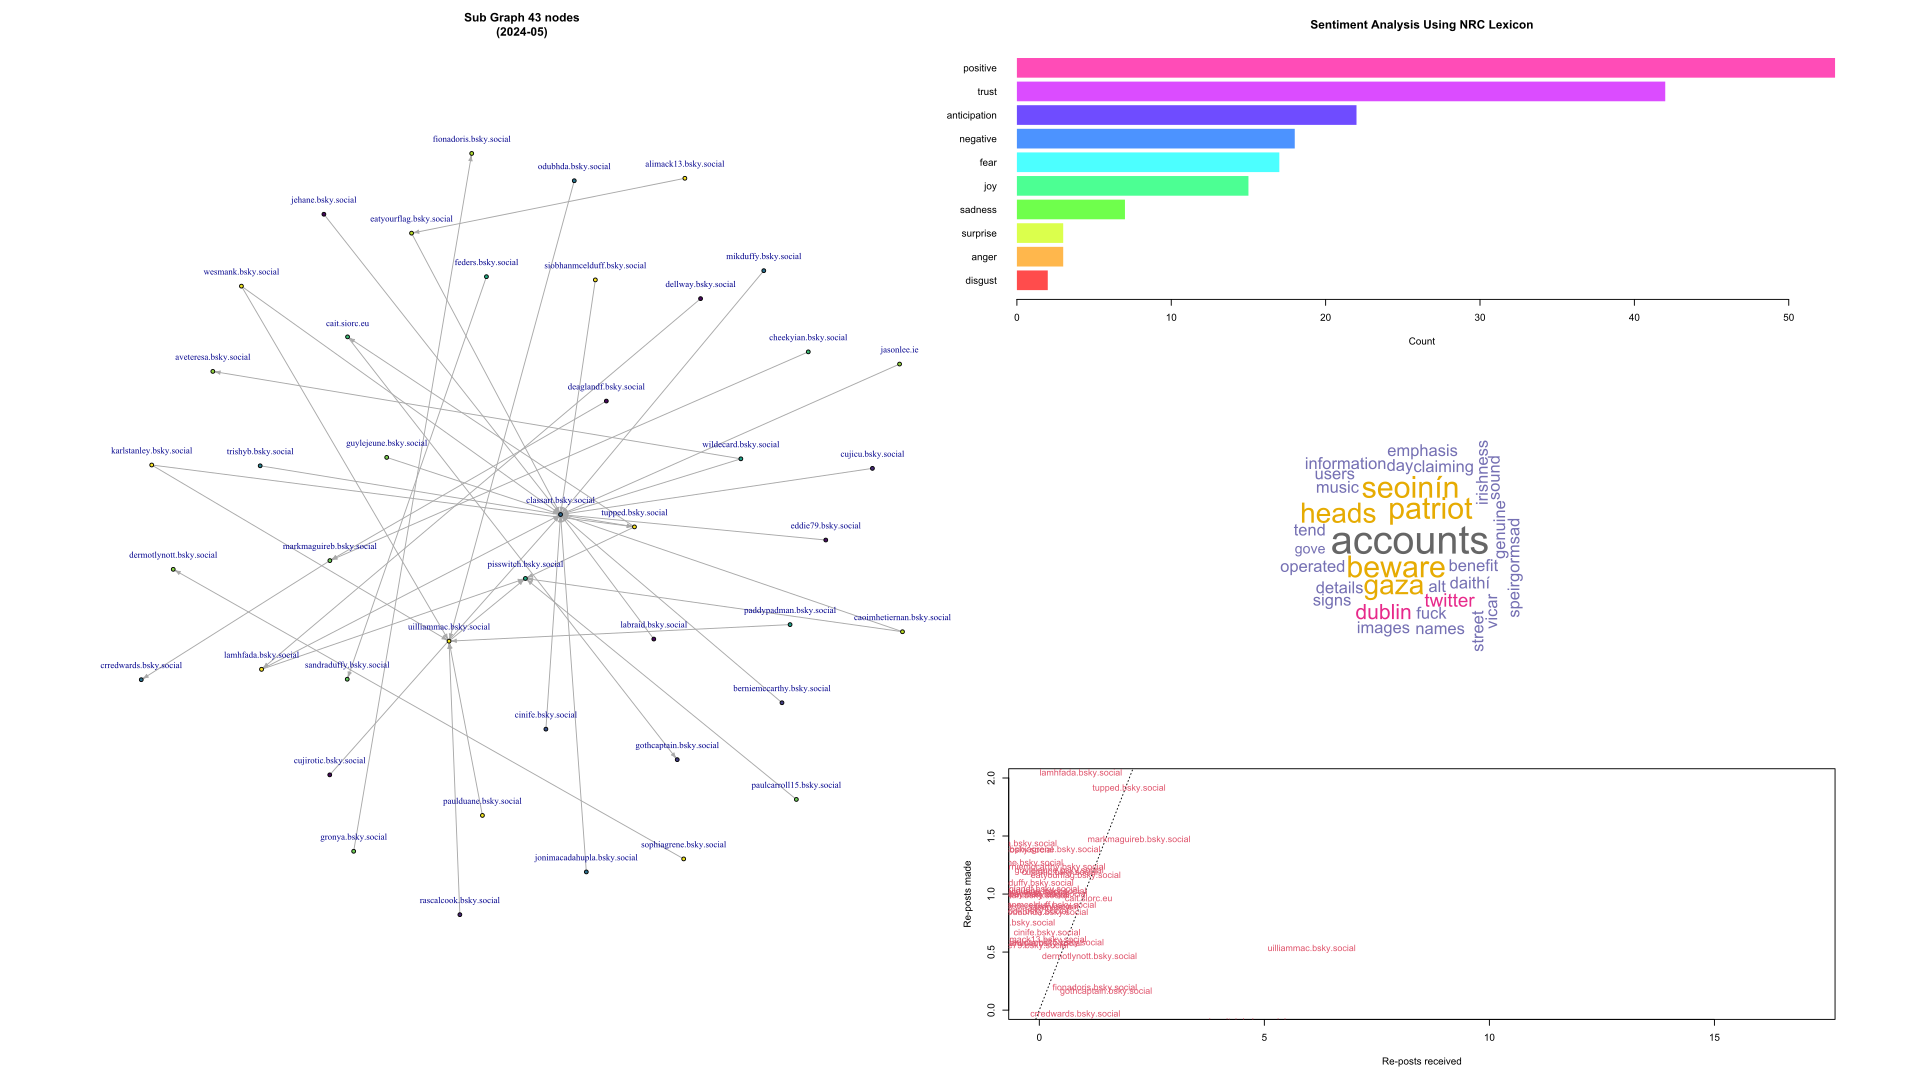 Sub Graph 43 nodes
(2024-05)
fionadoris.bsky.social
odubhda.bsky.social
alimack13.bsky.social
jehane.bsky.social
eatyourflag.bsky.social
feders.bsky.social
siobhanmcelduff.bsky.social
mikduffy.bsky.social
wesmank.bsky.social
dellway.bsky.social
cait.siorc.eu
cheekyian.bsky.social
jasonlee.ie
aveteresa.bsky.social
deaglandf.bsky.social
guylejeune.bsky.social
wildecard.bsky.social
karlstanley.bsky.social
trishyb.bsky.social
cujicu.bsky.social
classart.bsky.social
tupped.bsky.social
eddie79.bsky.social
markmaguireb.bsky.social
dermotlynott.bsky.social
pisswitch.bsky.social
paddypadman.bsky.social
caoimhetiernan.bsky.social
uilliammac.bsky.social
labraid.bsky.social
lamhfada.bsky.social
crredwards.bsky.social
sandraduffy.bsky.social
berniemccarthy.bsky.social
cinife.bsky.social
gothcaptain.bsky.social
cujirotic.bsky.social
paulcarroll15.bsky.social
paulduane.bsky.social
gronya.bsky.social
sophiagrene.bsky.social
jonimacadahupla.bsky.social
rascalcook.bsky.social
Sentiment Analysis Using NRC Lexicon
positive
trust
anticipation
negative
fear
joy
sadness
surprise
anger
disgust
0 10 20 30 40 50
Count
emphasis
information day claiming
users
music seoinín
irishness
sound
heads patriot
tend
genuine
gove accounts
speirgormsad
operated beware benefit
details gaza alt daithí
signs twitter
vicar
dublin fuck
street
images names
Re-posts made
2.0
1.5
1.0
0.5
0.0
lamhfada.bsky.social
tupped.bsky.social
markmaguireb.bsky.social
eatyourflag.bsky.social
cait.siorc.eu
cinife.bsky.social
uilliammac.bsky.social
dermotlynott.bsky.social
fionadoris.bsky.social
gothcaptain.bsky.social
crredwards.bsky.social
0 5 10 15
Re-posts received